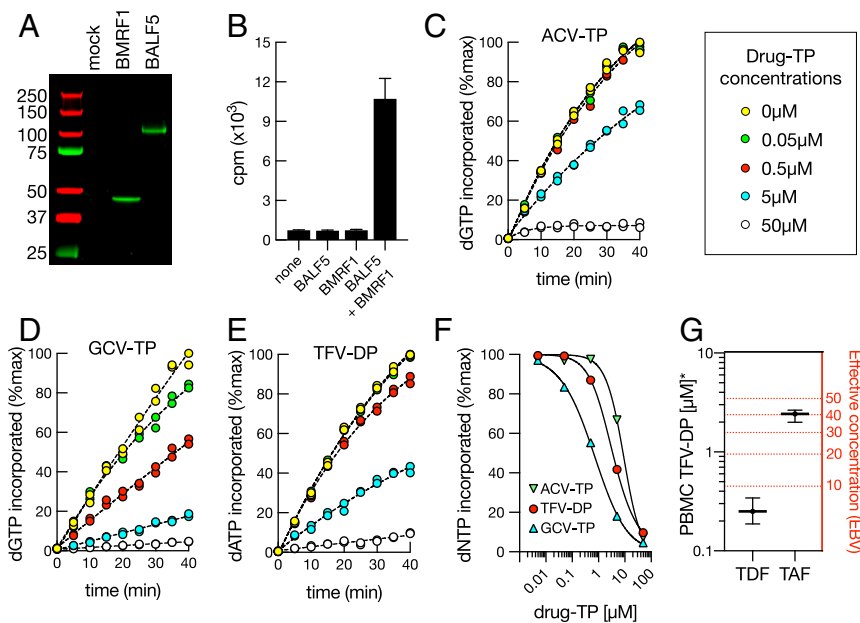 A
mock
BMRF1
BALF5
250
150
100
75
50
37
25
B
cpm (x10³)
15
12
9
6
3
0
none
BALF5
BMRF1
BALF5
+ BMRF1
C
ACV-TP
dGTP incorporated (%max)
100
80
60
40
20
0
0
10
20
30
40
time (min)
Drug-TP
concentrations
0µM
0.05µM
0.5µM
5µM
50µM
D
GCV-TP
dGTP incorporated (%max)
100
80
60
40
20
0
0
10
20
30
40
time (min)
E
TFV-DP
dATP incorporated (%max)
100
80
60
40
20
0
0
10
20
30
40
time (min)
F
dNTP incorporated (%max)
100
80
60
40
20
0
ACV-TP
TFV-DP
GCV-TP
0.01
0.1
1
10
100
drug-TP [µM]
G
PBMC TFV-DP [µM]*
10
1
0.1
TDF
TAF
50
40
30
20
10
Effective concentration (EBV)